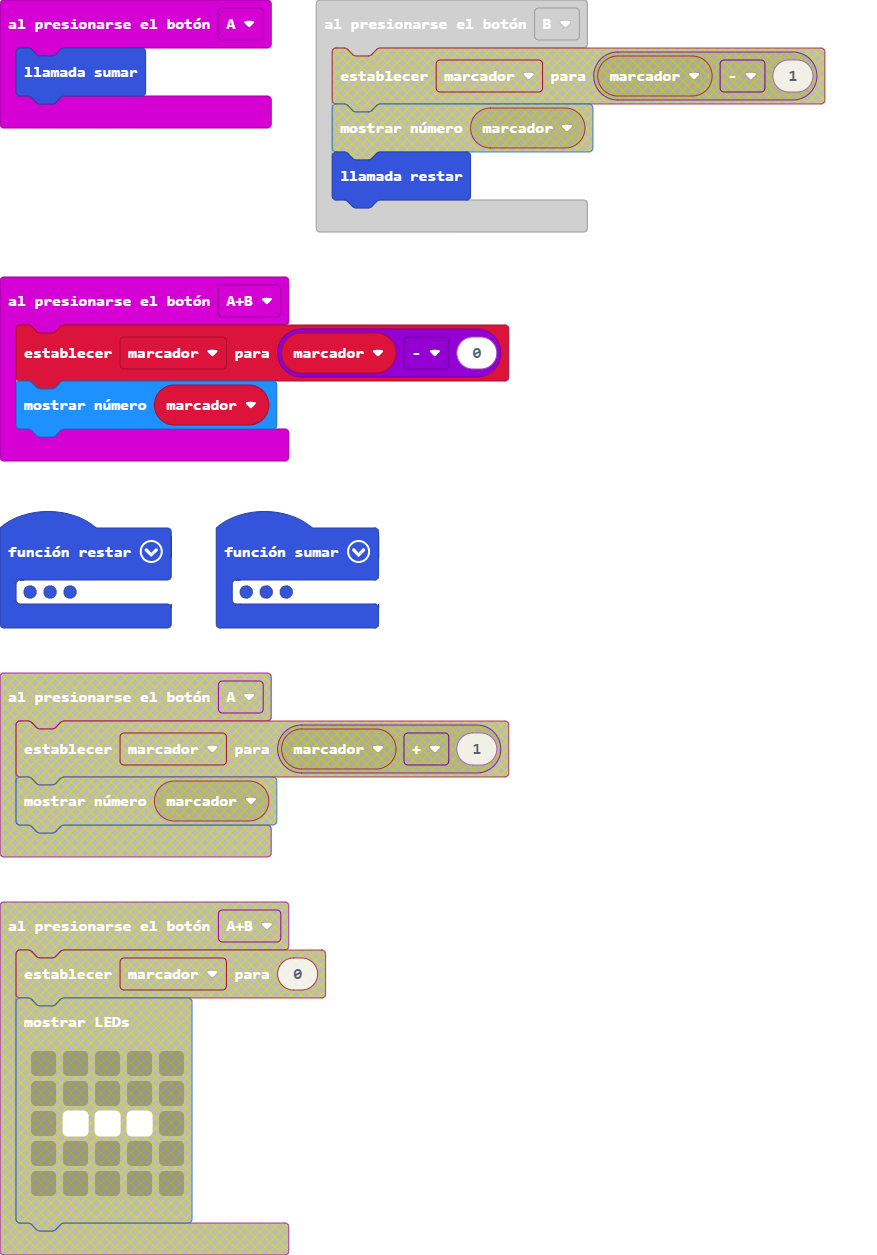 al presionarse el botón A
llamada sumar
al presionarse el botón B
establecer marcador para marcador - 1
mostrar número marcador
llamada restar
al presionarse el botón A+B
establecer marcador para marcador - 0
mostrar número marcador
función restar
función sumar
al presionarse el botón A
establecer marcador para marcador + 1
mostrar número marcador
al presionarse el botón A+B
establecer marcador para 0
mostrar LEDs